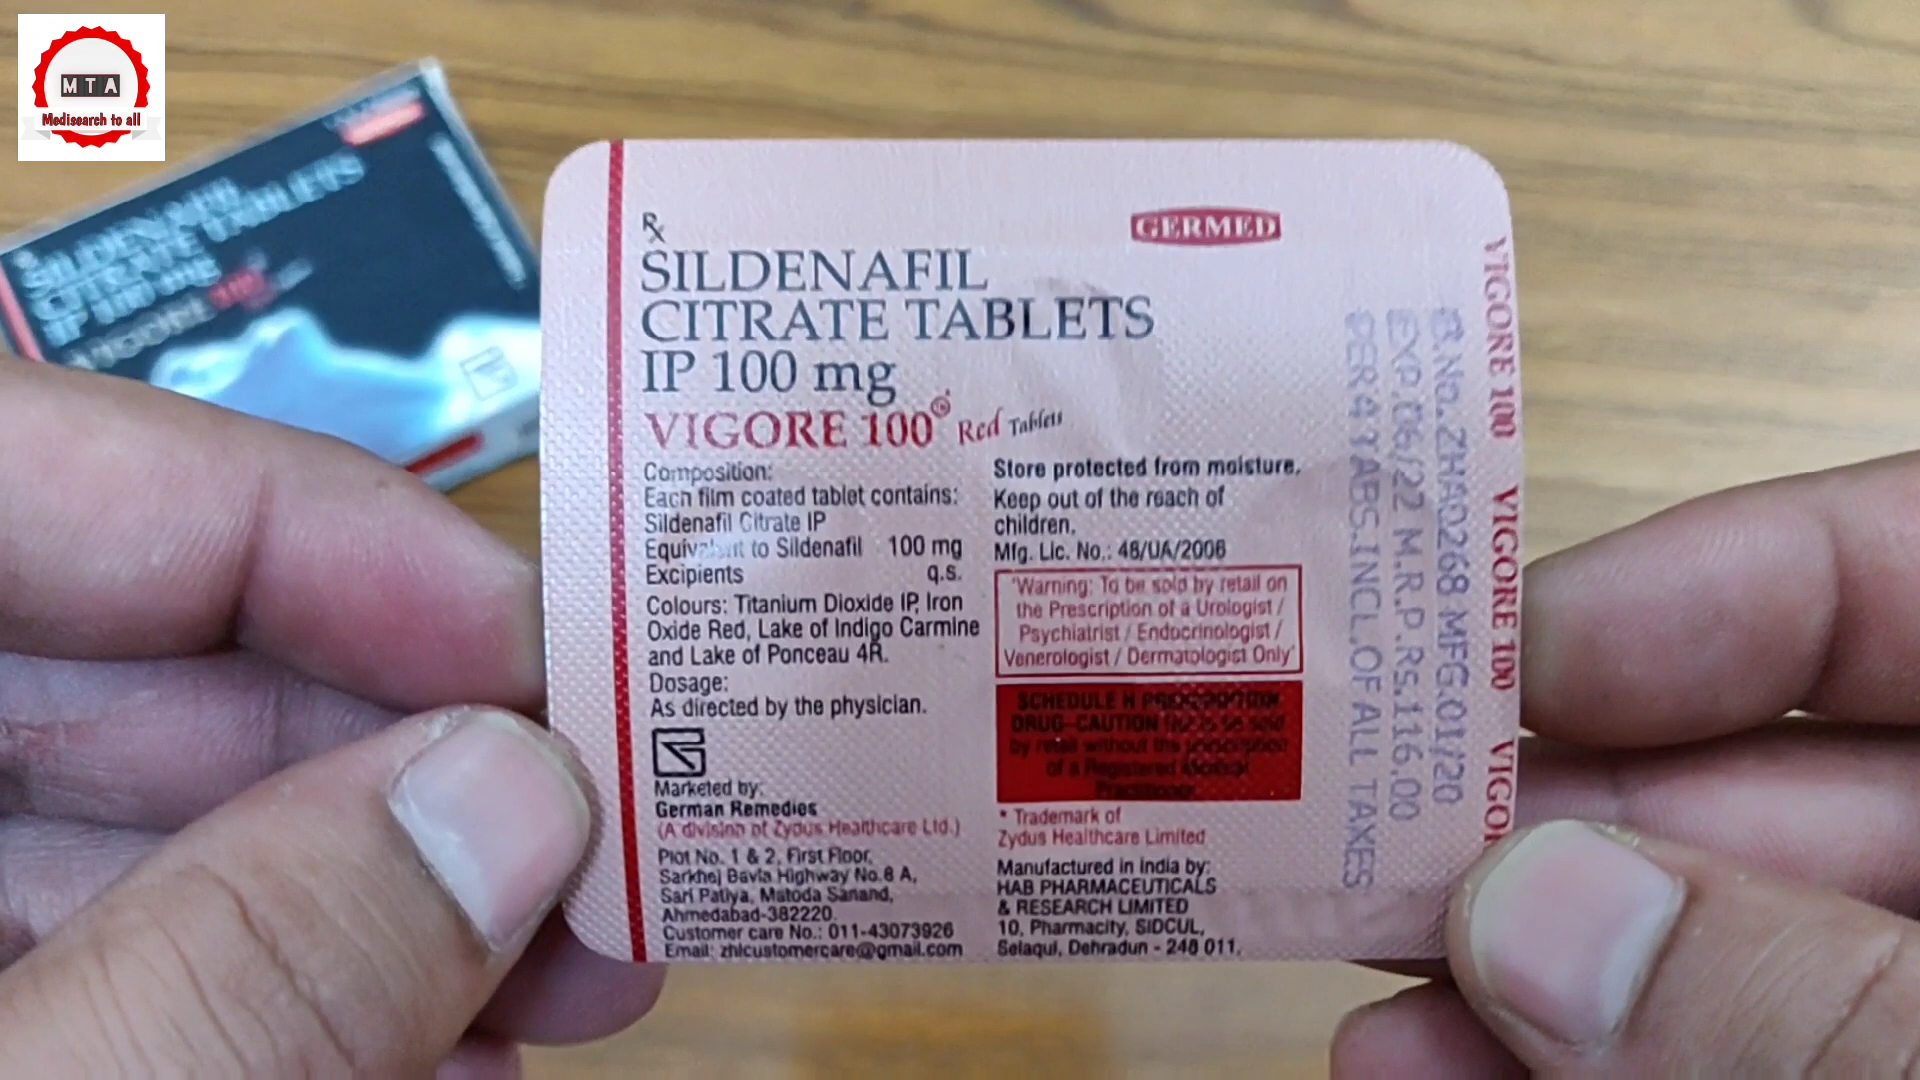 MTA
Medisearch to all
SILDENAFIL
CITRATE TABLETS
IP 100 mg
VIGORE
Rx
GERMED
SILDENAFIL
CITRATE TABLETS
IP 100 mg
VIGORE 100® Red Tablets
Composition:
Each film coated tablet contains:
Sildenafil Citrate IP
Equivalent to Sildenafil 100 mg
Excipients q.s.
Colours: Titanium Dioxide IP, Iron
Oxide Red, Lake of Indigo Carmine
and Lake of Ponceau 4R.
Dosage:
As directed by the physician.
Marketed by:
German Remedies
(A division of Zydus Healthcare Ltd.)
Plot No. 1 & 2, First Floor,
Sarkhej Bavla Highway No.8 A,
Sari Patiya, Matoda Sanand,
Ahmedabad-382220.
Customer care No.: 011-43073926
Email: zhlcustomercare@gmail.com
Store protected from moisture.
Keep out of the reach of
children.
Mfg. Lic. No.: 46/UA/2006
'Warning: To be sold by retail on
the Prescription of a Urologist /
Psychiatrist / Endocrinologist /
Venerologist / Dermatologist Only'
SCHEDULE H PRESCRIPTION
DRUG-CAUTION Not to be sold
by retail without the prescription
of a Registered Medical
Practitioner.
* Trademark of
Zydus Healthcare Limited
Manufactured in India by:
HAB PHARMACEUTICALS
& RESEARCH LIMITED
10, Pharmacity, SIDCUL,
Selaqui, Dehradun - 248 011.
B.No.ZHA0268 MFG.01/20
EXP.06/22 M.R.P.Rs.116.00
PER 4 TABS.INCL.OF ALL TAXES
VIGORE 100 VIGORE 100